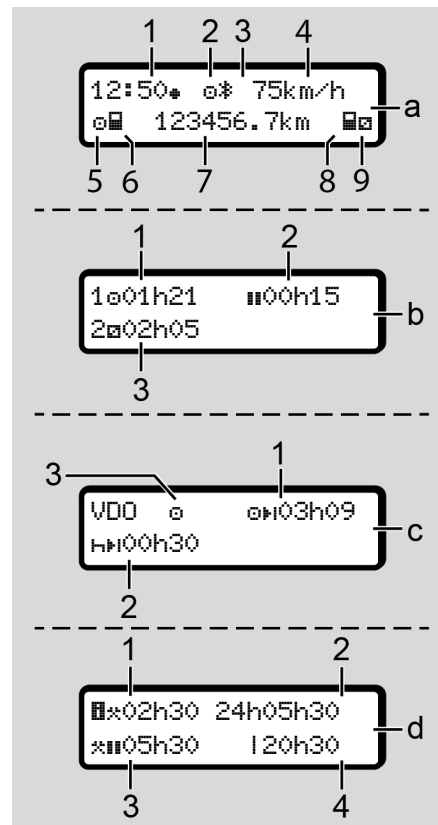 1 2 3 4
12:50 75km/h
a
123456.7km
5 6 7 8 9
1 2
1 01h21 00h15
b
2 02h05
3
3 1
VDO 03h09
c
00h30
2
1 2
02h30 24h05h30
d
05h30 120h30
3 4